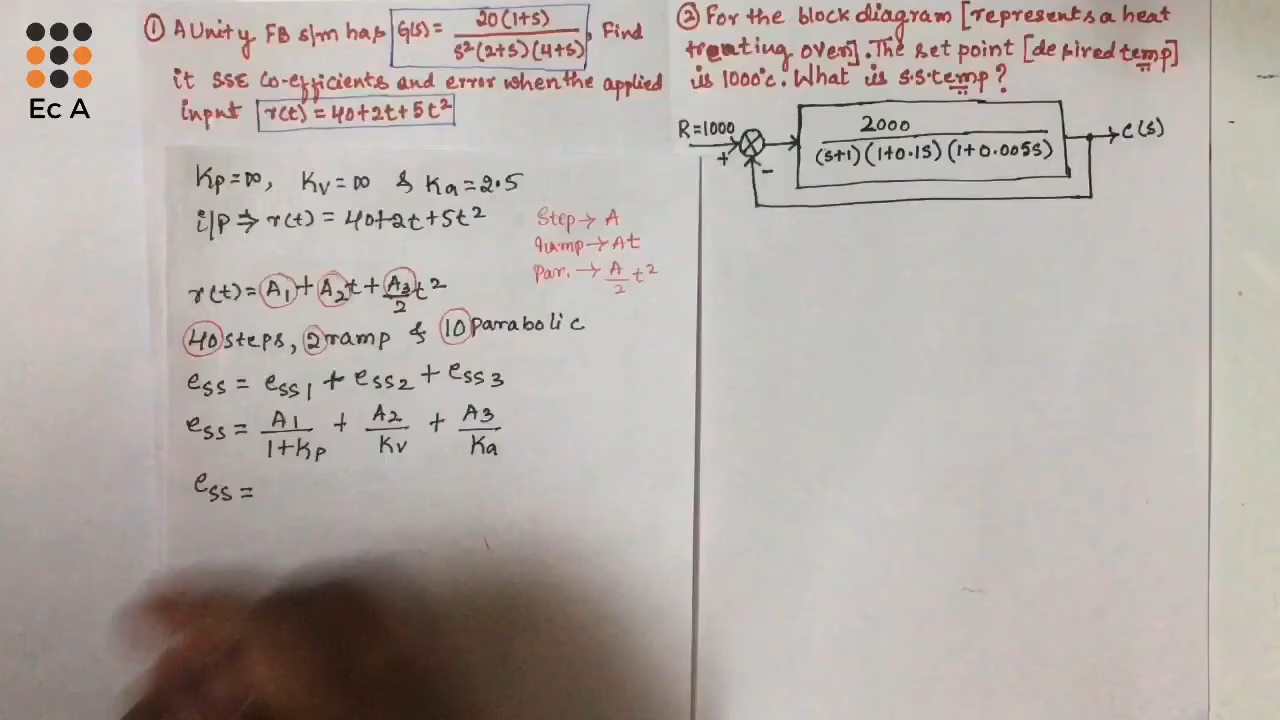 Ec A
① A Unity FB s/m has G(s) = 20(1+s) / s²(2+s)(4+s), Find
it SSE Co-efficients and error when the applied
input r(t) = 40+2t+5t²
Kp=∞, Kv=∞ & Ka=2.5
i/p ⇒ r(t) = 40+2t+5t²
Step → A
ramp → At
Par. → A/2 t²
r(t) = A1 + A2t + A3/2 t²
40 steps, 2 ramp & 10 parabolic
ess = ess1 + ess2 + ess3
ess = A1/1+Kp + A2/Kv + A3/Ka
ess =
② For the block diagram [represents a heat
treating oven]. The set point [desired temp]
is 1000°c. What is s.s temp?
R=1000
+
-
2000
(s+1)(1+0.1s)(1+0.005s)
C(s)